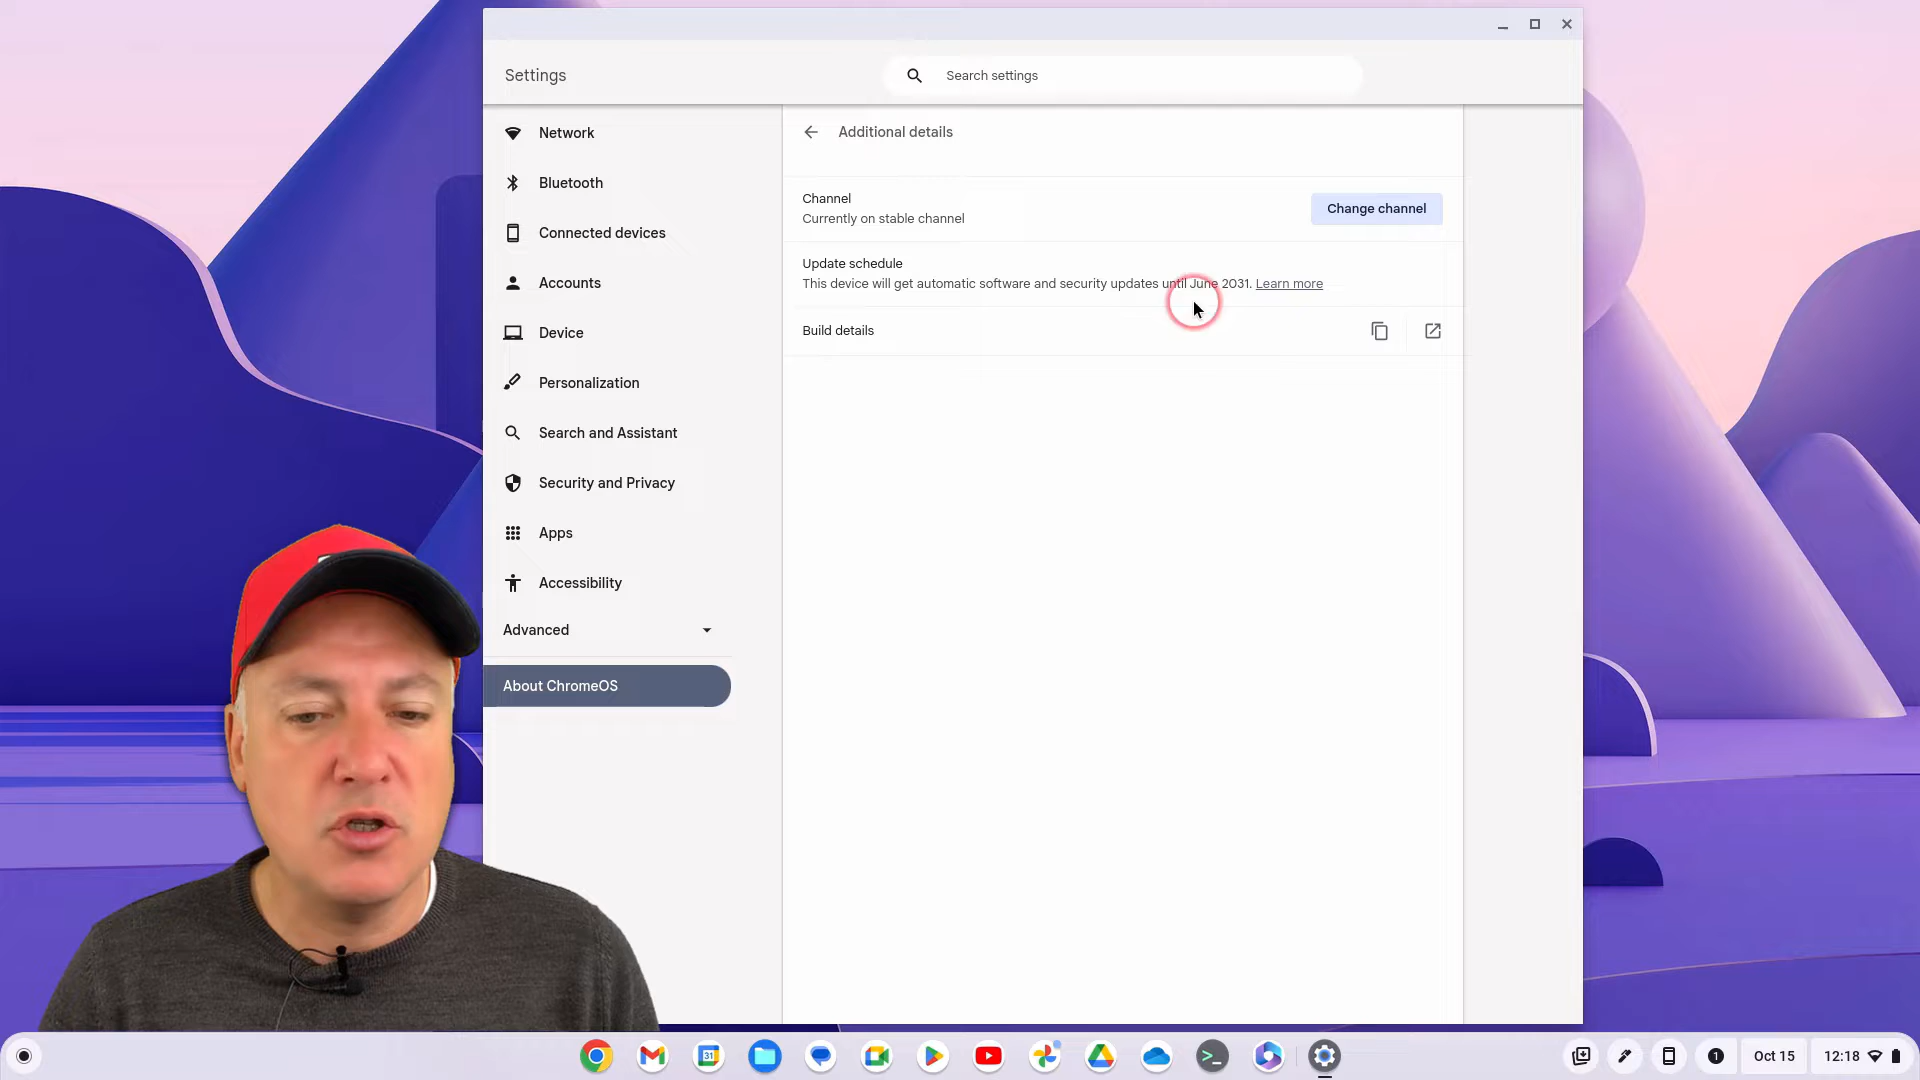 Settings
Search settings
Network
Bluetooth
Connected devices
Accounts
Device
Personalization
Search and Assistant
Security and Privacy
Apps
Accessibility
Advanced
About ChromeOS
Additional details
Channel
Currently on stable channel
Change channel
Update schedule
This device will get automatic software and security updates until June 2031. Learn more
Build details
31
1
Oct 15
12:18